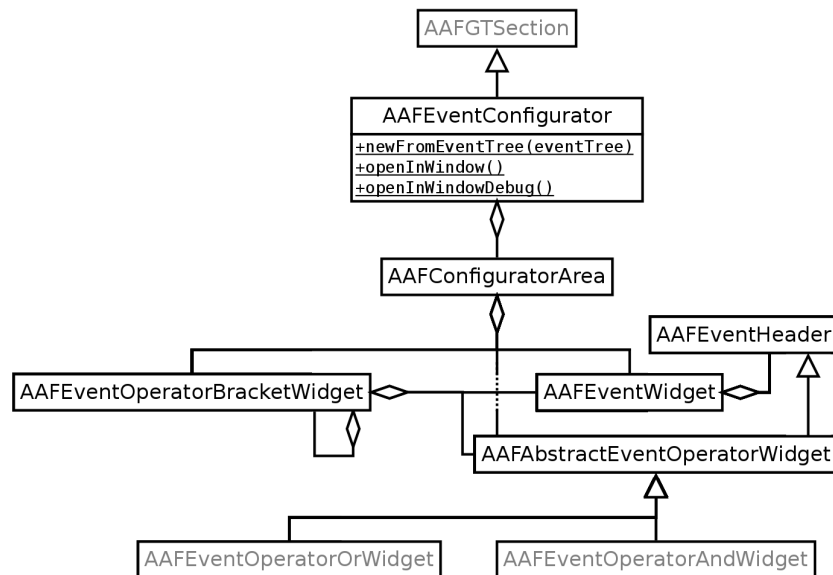 AAFGTSection
AAFEventConfigurator
+newFromEventTree(eventTree)
+openInWindow()
+openInWindowDebug()
AAFConfiguratorArea
AAFEventHeader
AAFEventOperatorBracketWidget
AAFEventWidget
AAFAbstractEventOperatorWidget
AAFEventOperatorOrWidget
AAFEventOperatorAndWidget